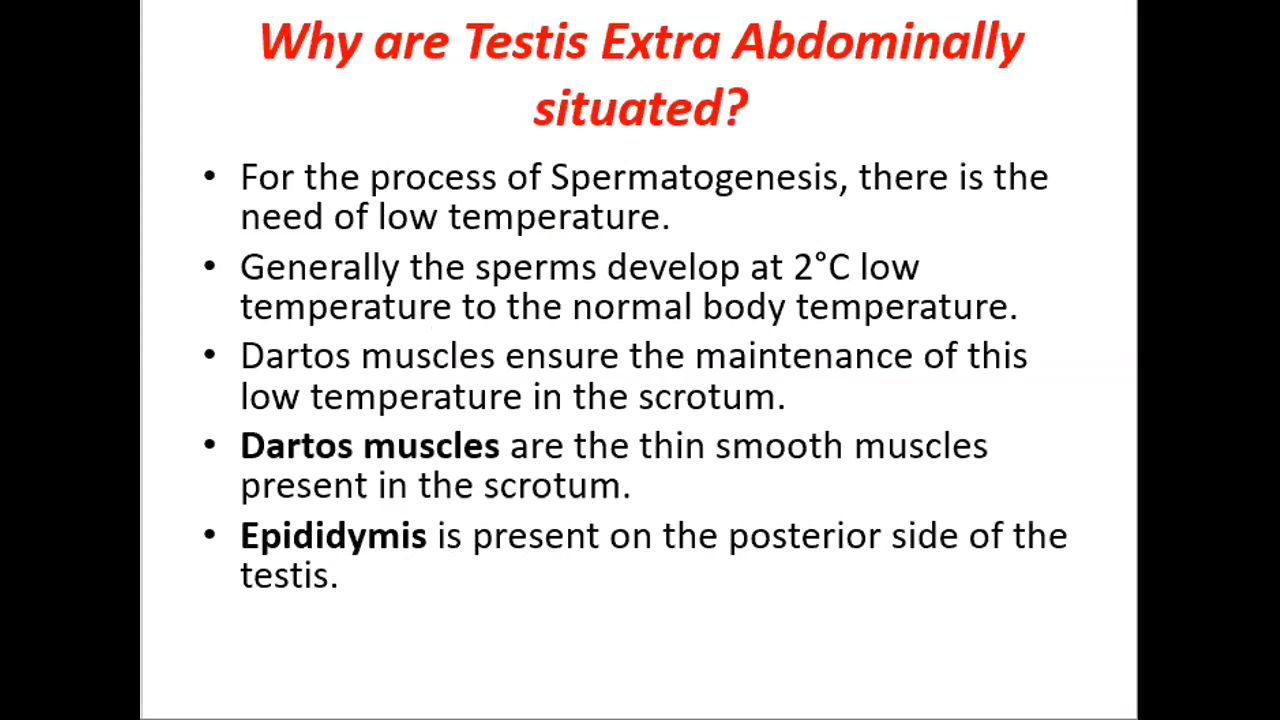 Why are Testis Extra Abdominally
situated?
• For the process of Spermatogenesis, there is the
need of low temperature.
• Generally the sperms develop at 2°C low
temperature to the normal body temperature.
• Dartos muscles ensure the maintenance of this
low temperature in the scrotum.
• Dartos muscles are the thin smooth muscles
present in the scrotum.
• Epididymis is present on the posterior side of the
testis.